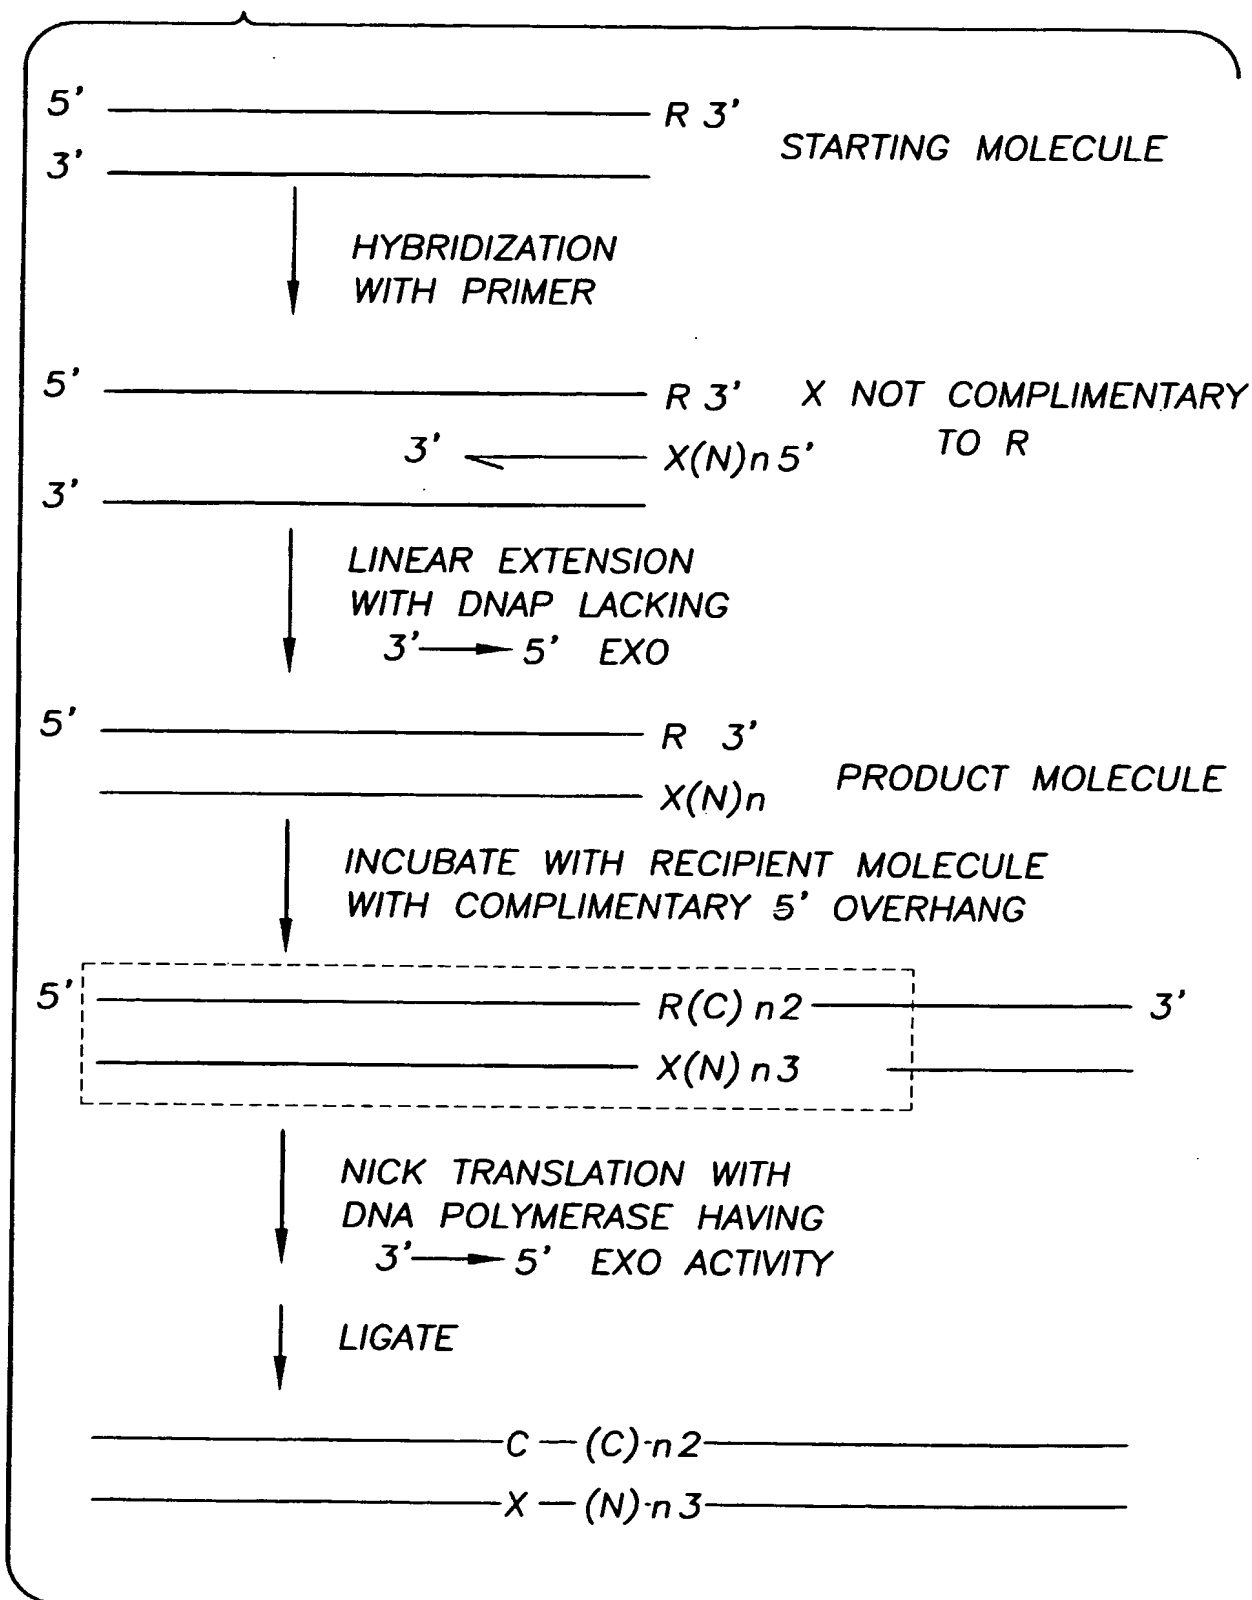 5' R 3'
STARTING MOLECULE
3'
HYBRIDIZATION
WITH PRIMER
5' R 3' X NOT COMPLIMENTARY
TO R
3' X(N)n 5'
3'
LINEAR EXTENSION
WITH DNAP LACKING
3' 5' EXO
5' R 3'
X(N)n PRODUCT MOLECULE
INCUBATE WITH RECIPIENT MOLECULE
WITH COMPLIMENTARY 5' OVERHANG
5' R(C)n2 3'
X(N)n3
NICK TRANSLATION WITH
DNA POLYMERASE HAVING
3' 5' EXO ACTIVITY
LIGATE
C—(C)-n2
X—(N)-n3